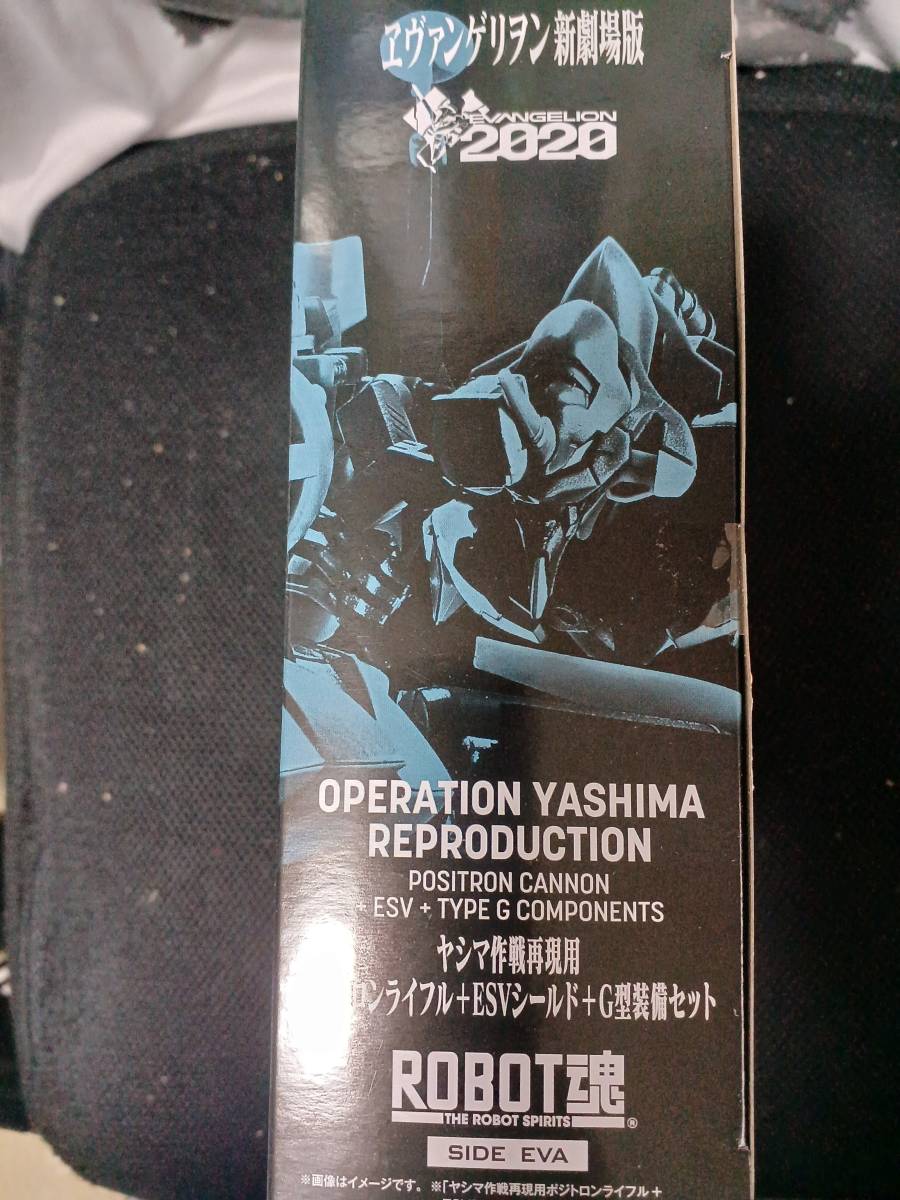 ヱヴァンゲリヲン新劇場版
EVANGELION
2020
OPERATION YASHIMA
REPRODUCTION
POSITRON CANNON
+ ESV + TYPE G COMPONENTS
ヤシマ作戦再現用
ロンライフル+ESVシールド+G型装備セット
ROBOT魂
THE ROBOT SPIRITS ®
SIDE EVA
※画像はイメージです。 ※「ヤシマ作戦再現用ポジトロンライフル+